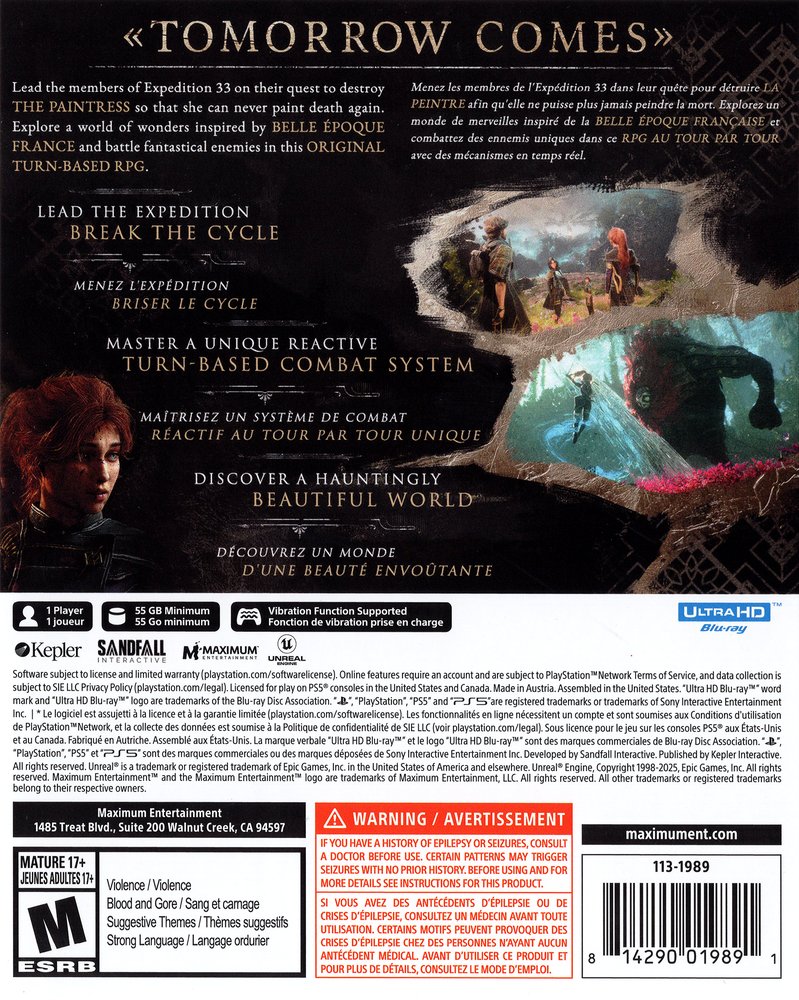 «TOMORROW COMES»
Lead the members of Expedition 33 on their quest to destroy
THE PAINTRESS so that she can never paint death again.
Explore a world of wonders inspired by BELLE ÉPOQUE
FRANCE and battle fantastical enemies in this ORIGINAL
TURN-BASED RPG.
Menez les membres de l'Expédition 33 dans leur quête pour détruire LA
PEINTRE afin qu'elle ne puisse plus jamais peindre la mort. Explorez un
monde de merveilles inspiré de la BELLE ÉPOQUE FRANÇAISE et
combattez des ennemis uniques dans ce RPG AU TOUR PAR TOUR
avec des mécanismes en temps réel.
LEAD THE EXPEDITION
BREAK THE CYCLE
MENEZ L'EXPÉDITION
BRISER LE CYCLE
MASTER A UNIQUE REACTIVE
TURN-BASED COMBAT SYSTEM
MAÎTRISEZ UN SYSTÈME DE COMBAT
RÉACTIF AU TOUR PAR TOUR UNIQUE
DISCOVER A HAUNTINGLY
BEAUTIFUL WORLD
DÉCOUVREZ UN MONDE
D'UNE BEAUTÉ ENVOÛTANTE
1 Player
1 joueur
55 GB Minimum
55 Go minimum
Vibration Function Supported
Fonction de vibration prise en charge
ULTRA HD™
Blu-ray
Kepler
SANDFALL
INTERACTIVE
M MAXIMUM
ENTERTAINMENT
UNREAL
ENGINE
Software subject to license and limited warranty (playstation.com/softwarelicense). Online features require an account and are subject to PlayStation™Network Terms of Service, and data collection is
subject to SIE LLC Privacy Policy (playstation.com/legal). Licensed for play on PS5® consoles in the United States and Canada. Made in Austria. Assembled in the United States. "Ultra HD Blu-ray™" word
mark and "Ultra HD Blu-ray™" logo are trademarks of the Blu-ray Disc Association. "PS", "PlayStation", "PS5" and "PS5" are registered trademarks or trademarks of Sony Interactive Entertainment
Inc. | * Le logiciel est assujetti à la licence et à la garantie limitée (playstation.com/softwarelicense). Les fonctionnalités en ligne nécessitent un compte et sont soumises aux Conditions d'utilisation
de PlayStation™Network, et la collecte des données est soumise à la Politique de confidentialité de SIE LLC (voir playstation.com/legal). Sous licence pour le jeu sur les consoles PS5® aux États-Unis
et au Canada. Fabriqué en Autriche. Assemblé aux États-Unis. La marque verbale "Ultra HD Blu-ray™" et le logo "Ultra HD Blu-ray™" sont des marques commerciales de Blu-ray Disc Association. "PS",
"PlayStation", "PS5" et "PS5" sont des marques commerciales ou des marques déposées de Sony Interactive Entertainment Inc. Developed by Sandfall Interactive. Published by Kepler Interactive.
All rights reserved. Unreal® is a trademark or registered trademark of Epic Games, Inc. in the United States of America and elsewhere. Unreal® Engine, Copyright 1998-2025, Epic Games, Inc. All rights
reserved. Maximum Entertainment™ and the Maximum Entertainment™ logo are trademarks of Maximum Entertainment, LLC. All rights reserved. All other trademarks or registered trademarks
belong to their respective owners.
Maximum Entertainment
1485 Treat Blvd., Suite 200 Walnut Creek, CA 94597
MATURE 17+
JEUNES ADULTES 17+
M
ESRB
Violence / Violence
Blood and Gore / Sang et carnage
Suggestive Themes / Thèmes suggestifs
Strong Language / Langage ordurier
WARNING / AVERTISSEMENT
IF YOU HAVE A HISTORY OF EPILEPSY OR SEIZURES, CONSULT
A DOCTOR BEFORE USE. CERTAIN PATTERNS MAY TRIGGER
SEIZURES WITH NO PRIOR HISTORY. BEFORE USING AND FOR
MORE DETAILS SEE INSTRUCTIONS FOR THIS PRODUCT.
SI VOUS AVEZ DES ANTÉCÉDENTS D'ÉPILEPSIE OU DE
CRISES D'ÉPILEPSIE, CONSULTEZ UN MÉDECIN AVANT TOUTE
UTILISATION. CERTAINS MOTIFS PEUVENT PROVOQUER DES
CRISES D'ÉPILEPSIE CHEZ DES PERSONNES N'AYANT AUCUN
ANTÉCÉDENT MÉDICAL. AVANT D'UTILISER CE PRODUIT ET
POUR PLUS DE DÉTAILS, CONSULTEZ LE MODE D'EMPLOI.
maximument.com
113-1989
8 14290 01989 1